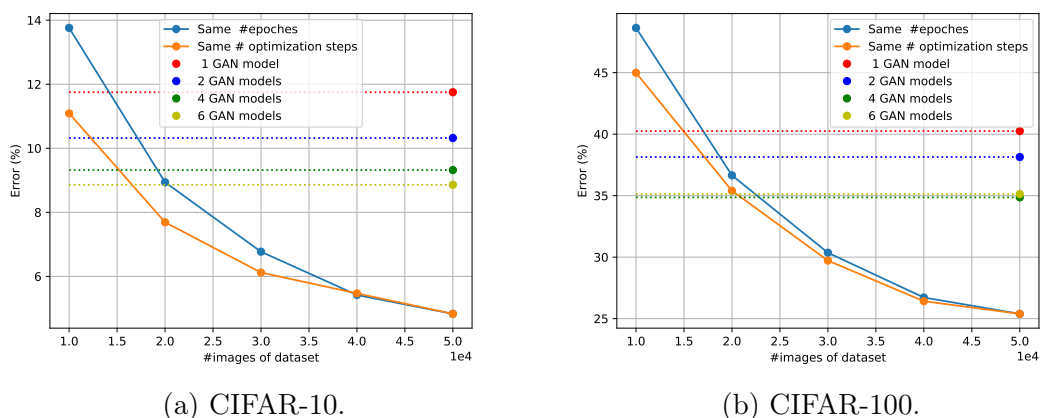 14
12
10
8
6
Error (%)
Same #epoches
Same # optimization steps
1 GAN model
2 GAN models
4 GAN models
6 GAN models
1.0 1.5 2.0 2.5 3.0 3.5 4.0 4.5 5.0
1e4
#images of dataset
(a) CIFAR-10.
45
40
35
30
25
Error (%)
Same #epoches
Same # optimization steps
1 GAN model
2 GAN models
4 GAN models
6 GAN models
1.0 1.5 2.0 2.5 3.0 3.5 4.0 4.5 5.0
1e4
#images of dataset
(b) CIFAR-100.